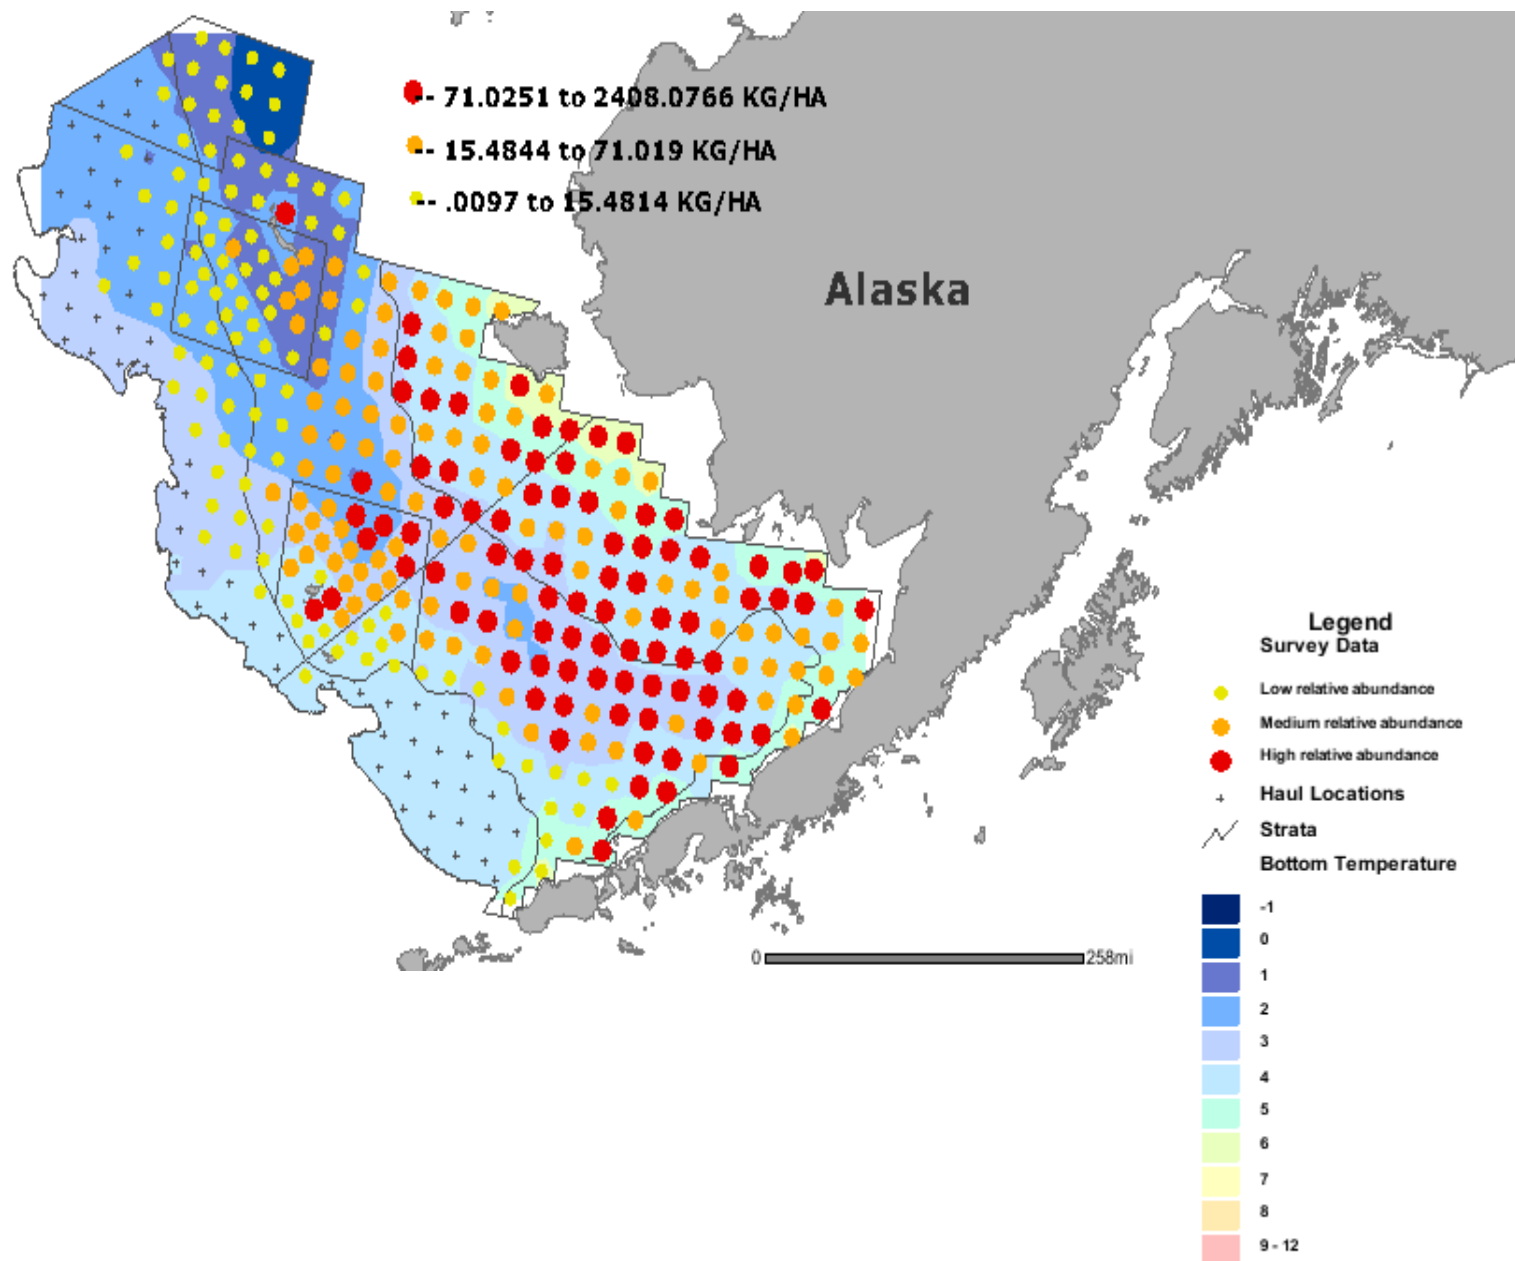 -- 71.0251 to 2408.0766 KG/HA
-- 15.4844 to 71.019 KG/HA
-- .0097 to 15.4814 KG/HA
Alaska
0 258mi
Legend
Survey Data
Low relative abundance
Medium relative abundance
High relative abundance
Haul Locations
Strata
Bottom Temperature
-1
0
1
2
3
4
5
6
7
8
9 - 12